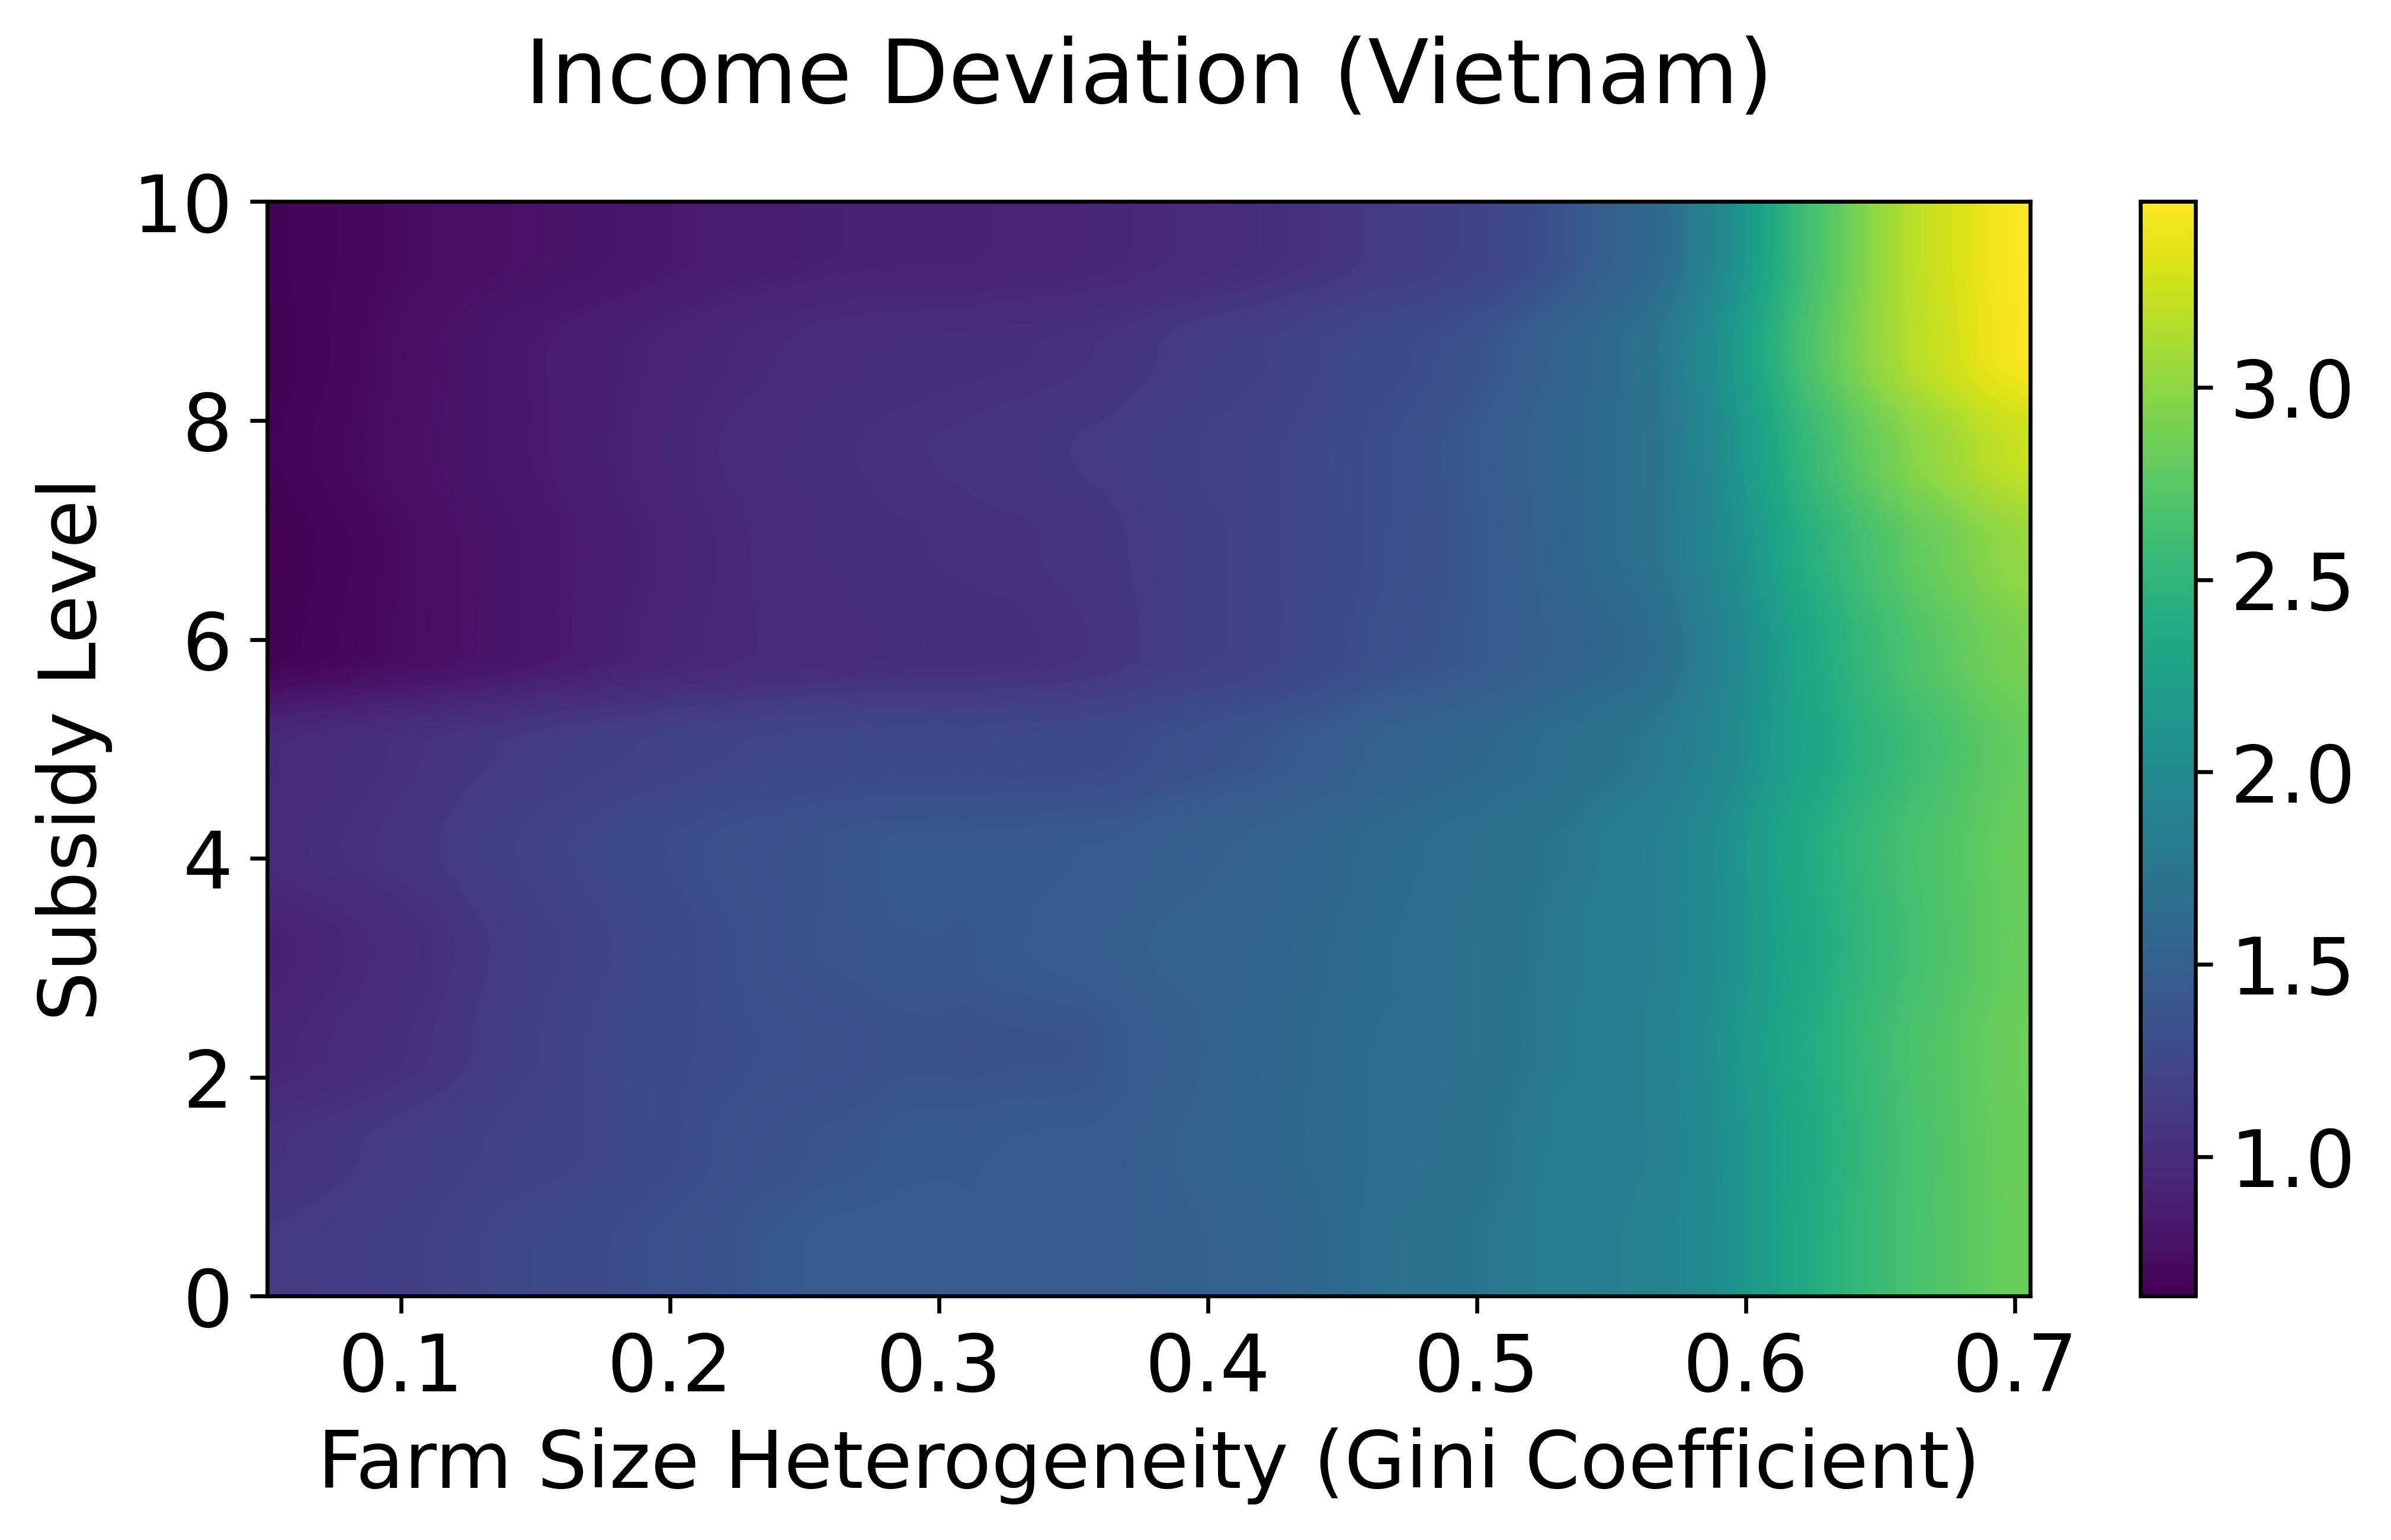 Income Deviation (Vietnam)
10
8
6
4
2
0
Subsidy Level
0.1 0.2 0.3 0.4 0.5 0.6 0.7
Farm Size Heterogeneity (Gini Coefficient)
3.0
2.5
2.0
1.5
1.0